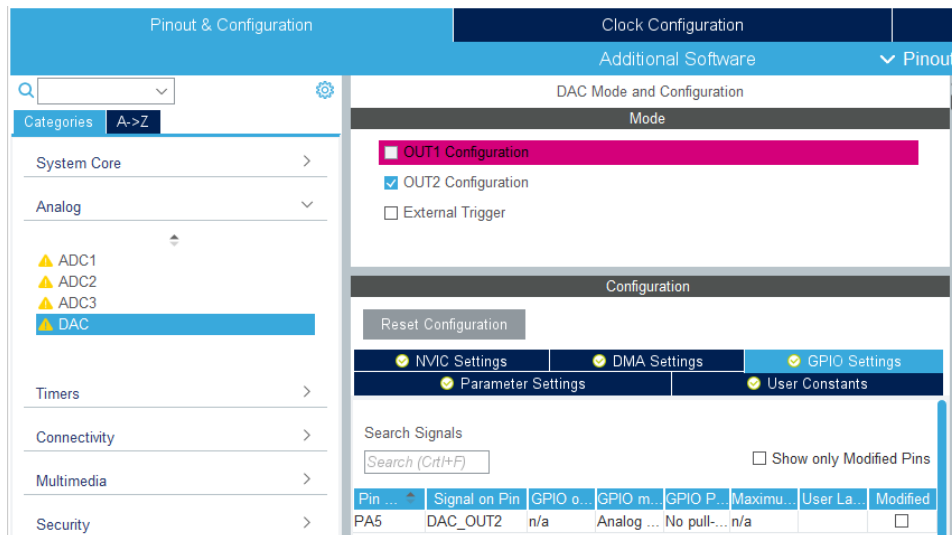 Pinout & Configuration
Clock Configuration
Additional Software
Pinout
DAC Mode and Configuration
Categories
A->Z
System Core
Analog
ADC1
ADC2
ADC3
DAC
Timers
Connectivity
Multimedia
Security
Mode
OUT1 Configuration
OUT2 Configuration
External Trigger
Configuration
Reset Configuration
NVIC Settings
DMA Settings
GPIO Settings
Parameter Settings
User Constants
Search Signals
Search (Crtl+F)
Show only Modified Pins
Pin ... Signal on Pin GPIO o... GPIO m... GPIO P... Maximu... User La... Modified
PA5 DAC_OUT2 n/a Analog ... No pull-... n/a